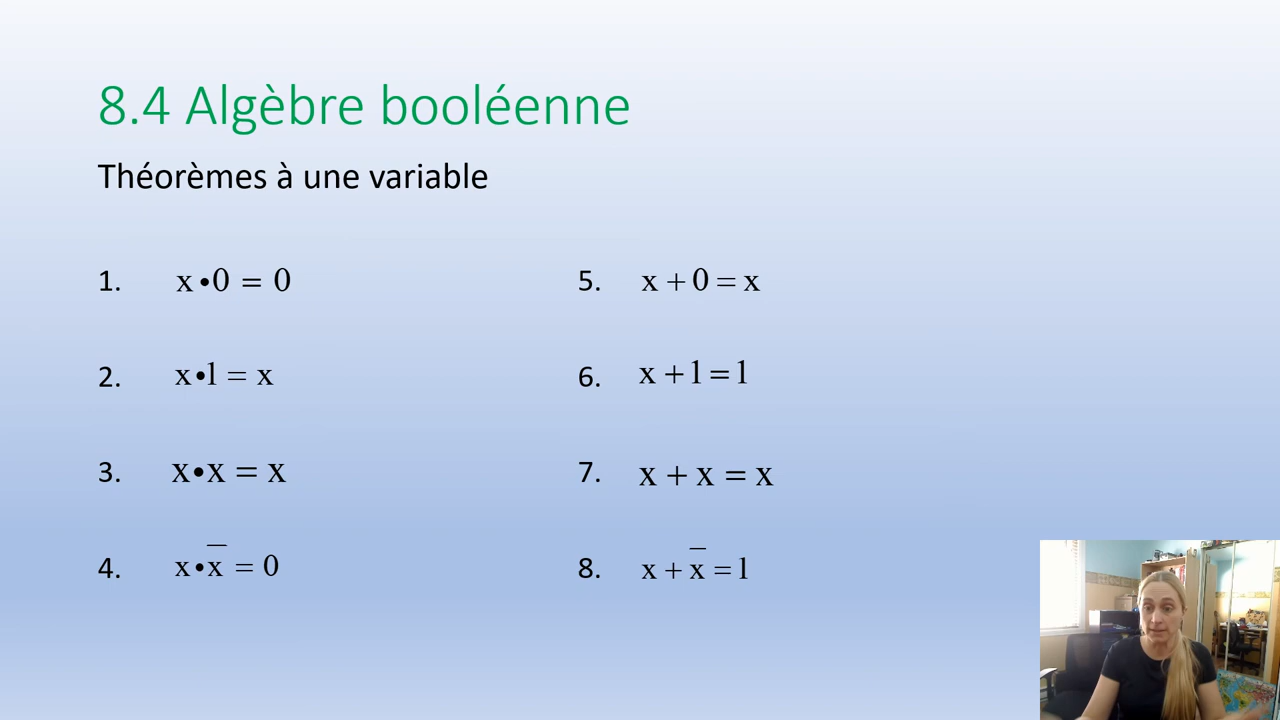 8.4 Algèbre booléenne
Théorèmes à une variable
1. x•0 = 0
2. x•1 = x
3. x•x = x
4. x•x̅ = 0
5. x + 0 = x
6. x + 1 = 1
7. x + x = x
8. x + x̅ = 1